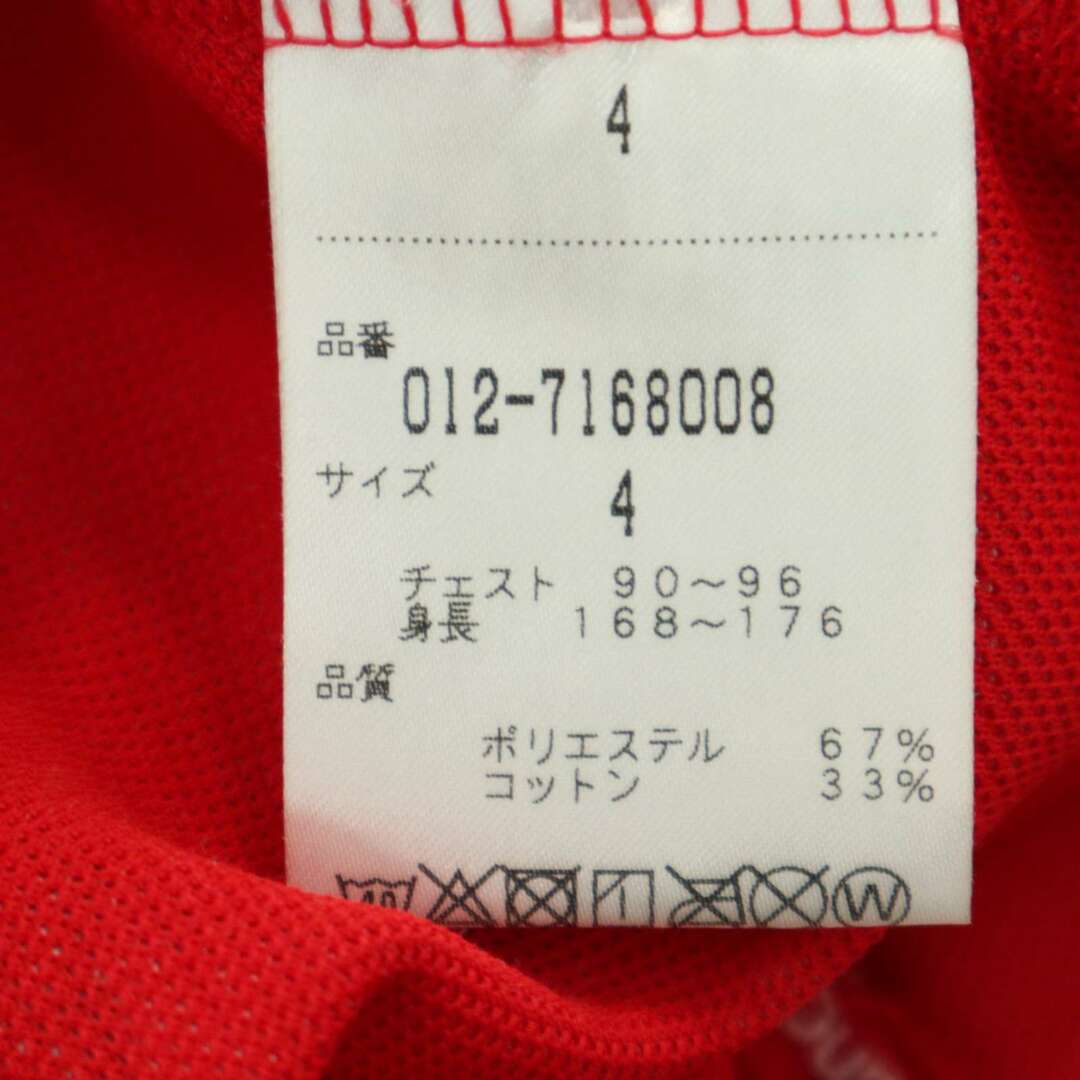 4
品番
012-7168008
サイズ
4
チェスト 90～96
身長 168～176
品質
ポリエステル 67%
コットン 33%
40 W